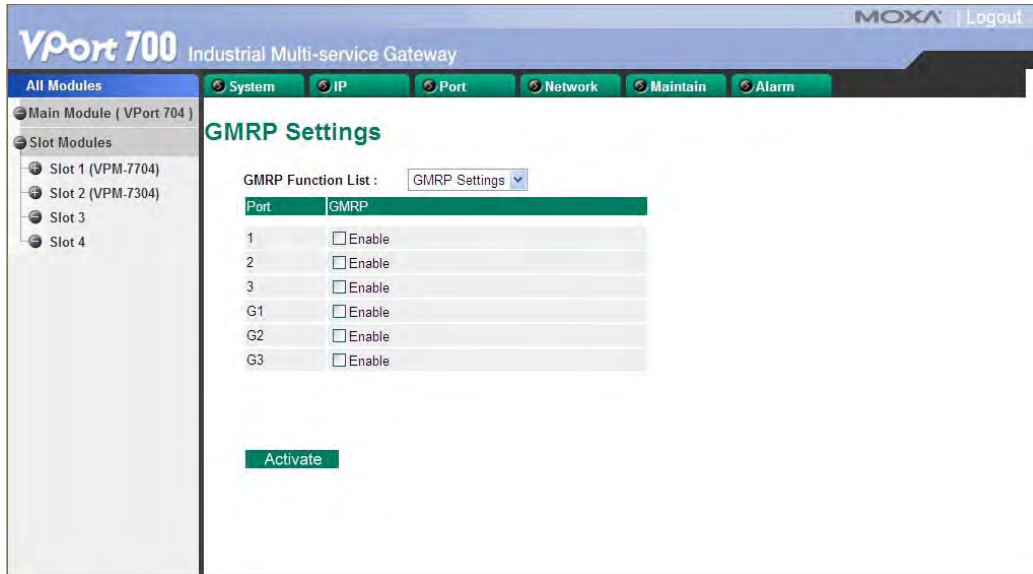 MOXA | Logout
VPort 700 Industrial Multi-service Gateway
All Modules
System IP Port Network Maintain Alarm
Main Module ( VPort 704 )
Slot Modules
Slot 1 (VPM-7704)
Slot 2 (VPM-7304)
Slot 3
Slot 4
GMRP Settings
GMRP Function List : GMRP Settings
Port GMRP
1 Enable
2 Enable
3 Enable
G1 Enable
G2 Enable
G3 Enable
Activate